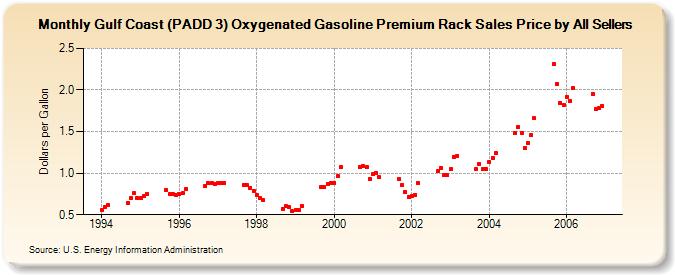 Monthly Gulf Coast (PADD 3) Oxygenated Gasoline Premium Rack Sales Price by All Sellers
Dollars per Gallon
2.5
2.0
1.5
1.0
0.5
1994 1996 1998 2000 2002 2004 2006
Source: U.S. Energy Information Administration